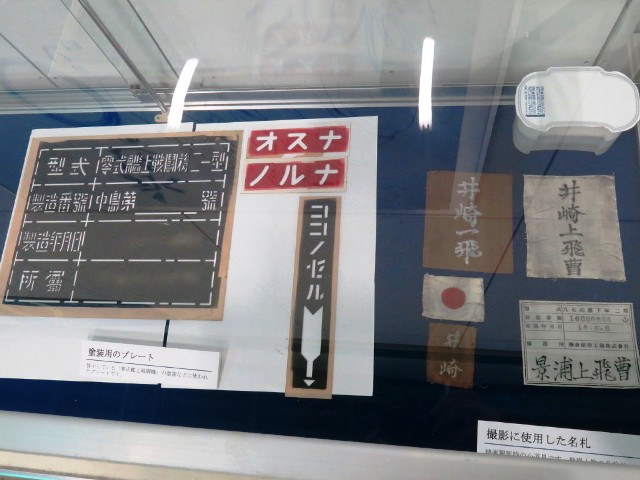 型式 零式艦上戦闘機 二型
製造番號 中島第 號
製造年月日
所屬
オスナ
ノルナ
ココノセル
塗装用のプレート
井崎一飛
井崎
井崎上飛曹
景浦上飛曹
撮影に使用した名札